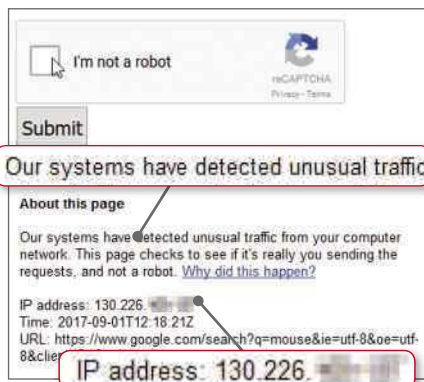 I'm not a robot
reCAPTCHA
Privacy - Terms
Submit
Our systems have detected unusual traffic
About this page
Our systems have detected unusual traffic from your computer
network. This page checks to see if it's really you sending the
requests, and not a robot. Why did this happen?
IP address: 130.226.
Time: 2017-09-01T12:18:21Z
URL: https://www.google.com/search?q=mouse&ie=utf-8&oe=utf-
8&clien
IP address: 130.226.